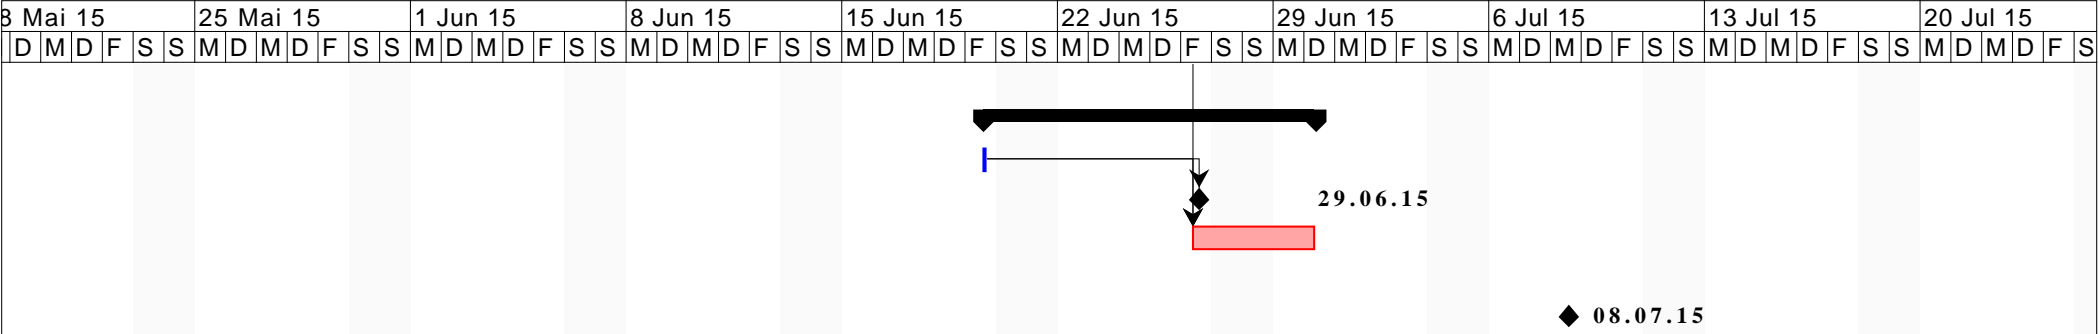 8 Mai 15 25 Mai 15 1 Jun 15 8 Jun 15 15 Jun 15 22 Jun 15 29 Jun 15 6 Jul 15 13 Jul 15 20 Jul 15
D M D F S S M D M D F S S M D M D F S S M D M D F S S M D M D F S S M D M D F S S M D M D F S S M D M D F S S M D M D F S S M D M D F S
29.06.15
08.07.15